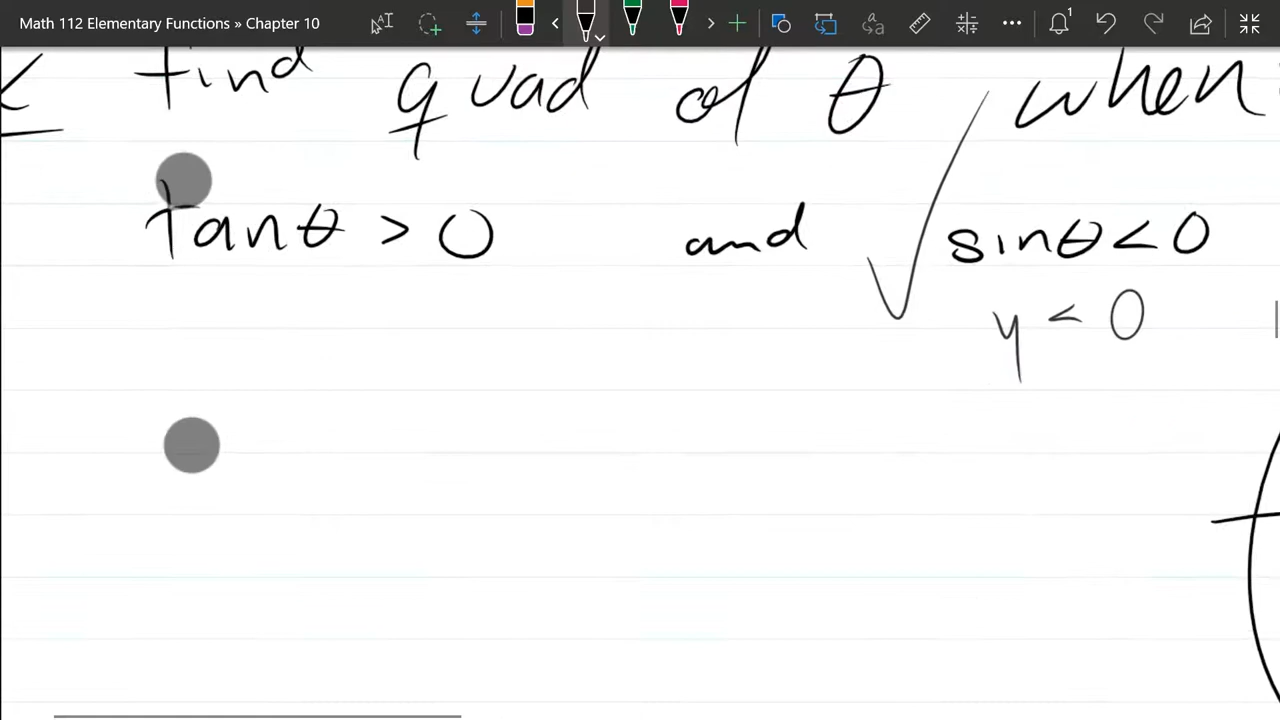 Math 112 Elementary Functions » Chapter 10
find quad of θ when
tanθ > 0 and sinθ < 0
y < 0